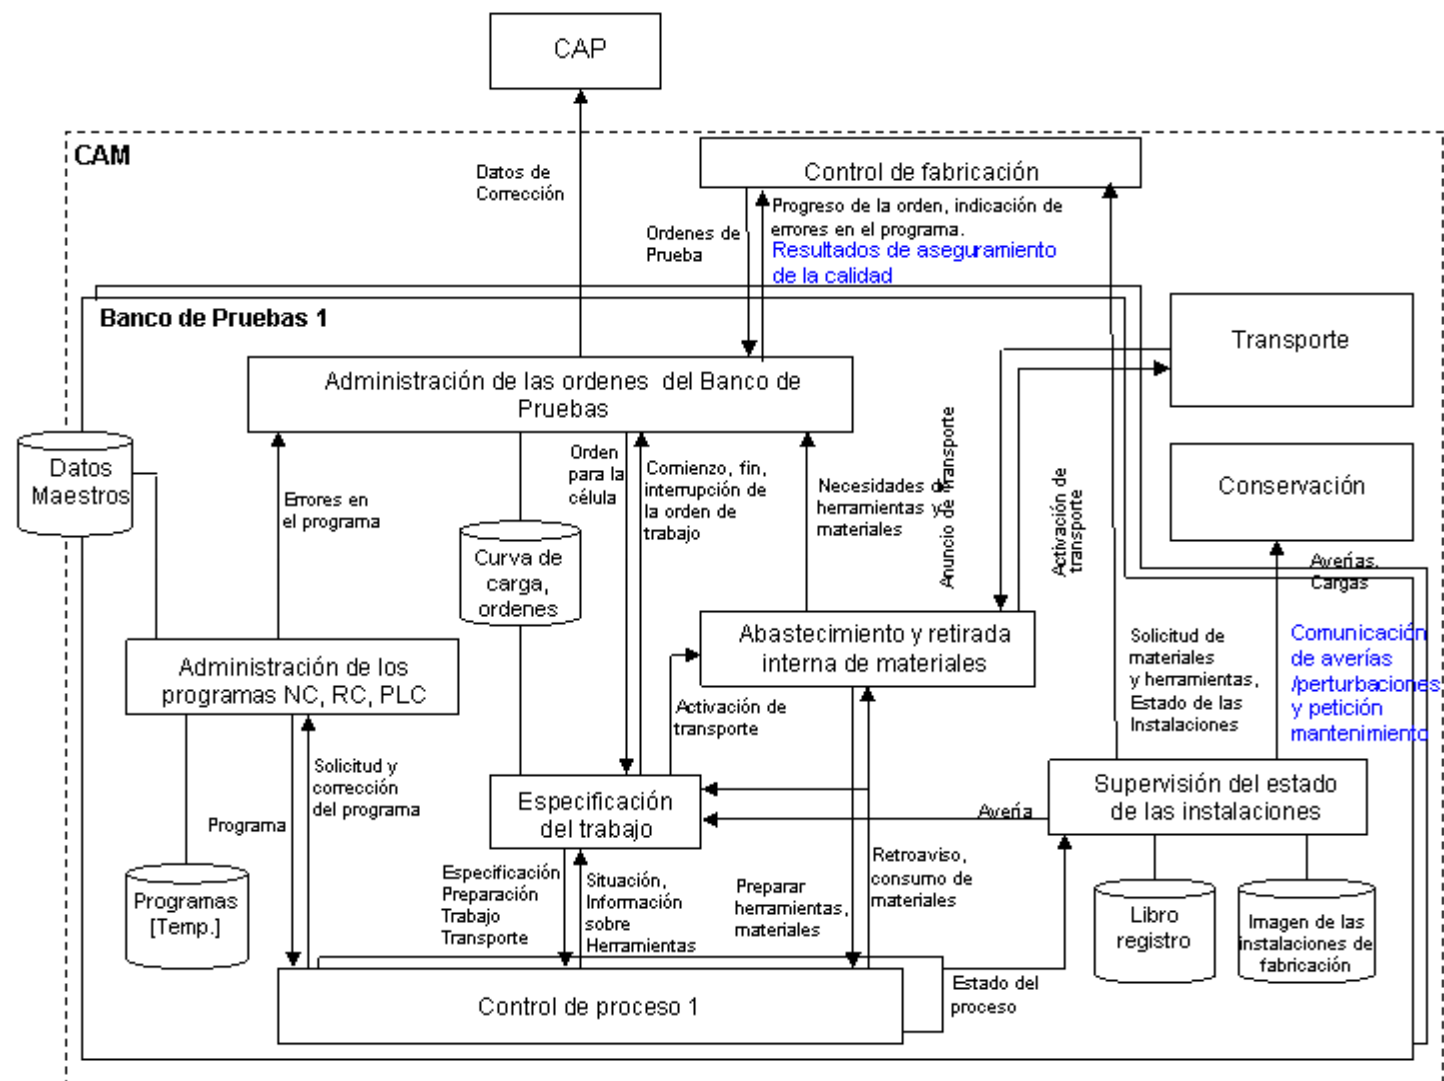 CAP
CAM
Datos de
Corrección
Control de fabricación
Ordenes de
Prueba
Progreso de la orden, indicación de
errores en el programa.
Resultados de aseguramiento
de la calidad
Banco de Pruebas 1
Transporte
Administración de las ordenes del Banco de
Pruebas
Datos
Maestros
Errores en
el programa
Orden
para la
célula
Comienzo, fin,
interrupción de
la orden de
trabajo
Necesidades de
herramientas y
materiales
Anuncio de Transporte
Activación de
transporte
Conservación
Averías,
Cargas
Curva de
carga,
ordenes
Administración de los
programas NC, RC, PLC
Abastecimiento y retirada
interna de materiales
Solicitud de
materiales
y herramientas,
Estado de las
Instalaciones
Comunicación
de averías
/perturbaciones
y petición
mantenimiento
Activación de
transporte
Solicitud y
corrección
del programa
Programa
Especificación
del trabajo
Avería
Supervisión del estado
de las instalaciones
Programas
[Temp.]
Especificación
Preparación
Trabajo
Transporte
Situación,
Información
sobre
Herramientas
Preparar
herramientas,
materiales
Retroaviso,
consumo de
materiales
Libro
registro
Imagen de las
instalaciones de
fabricación
Control de proceso 1
Estado del
proceso